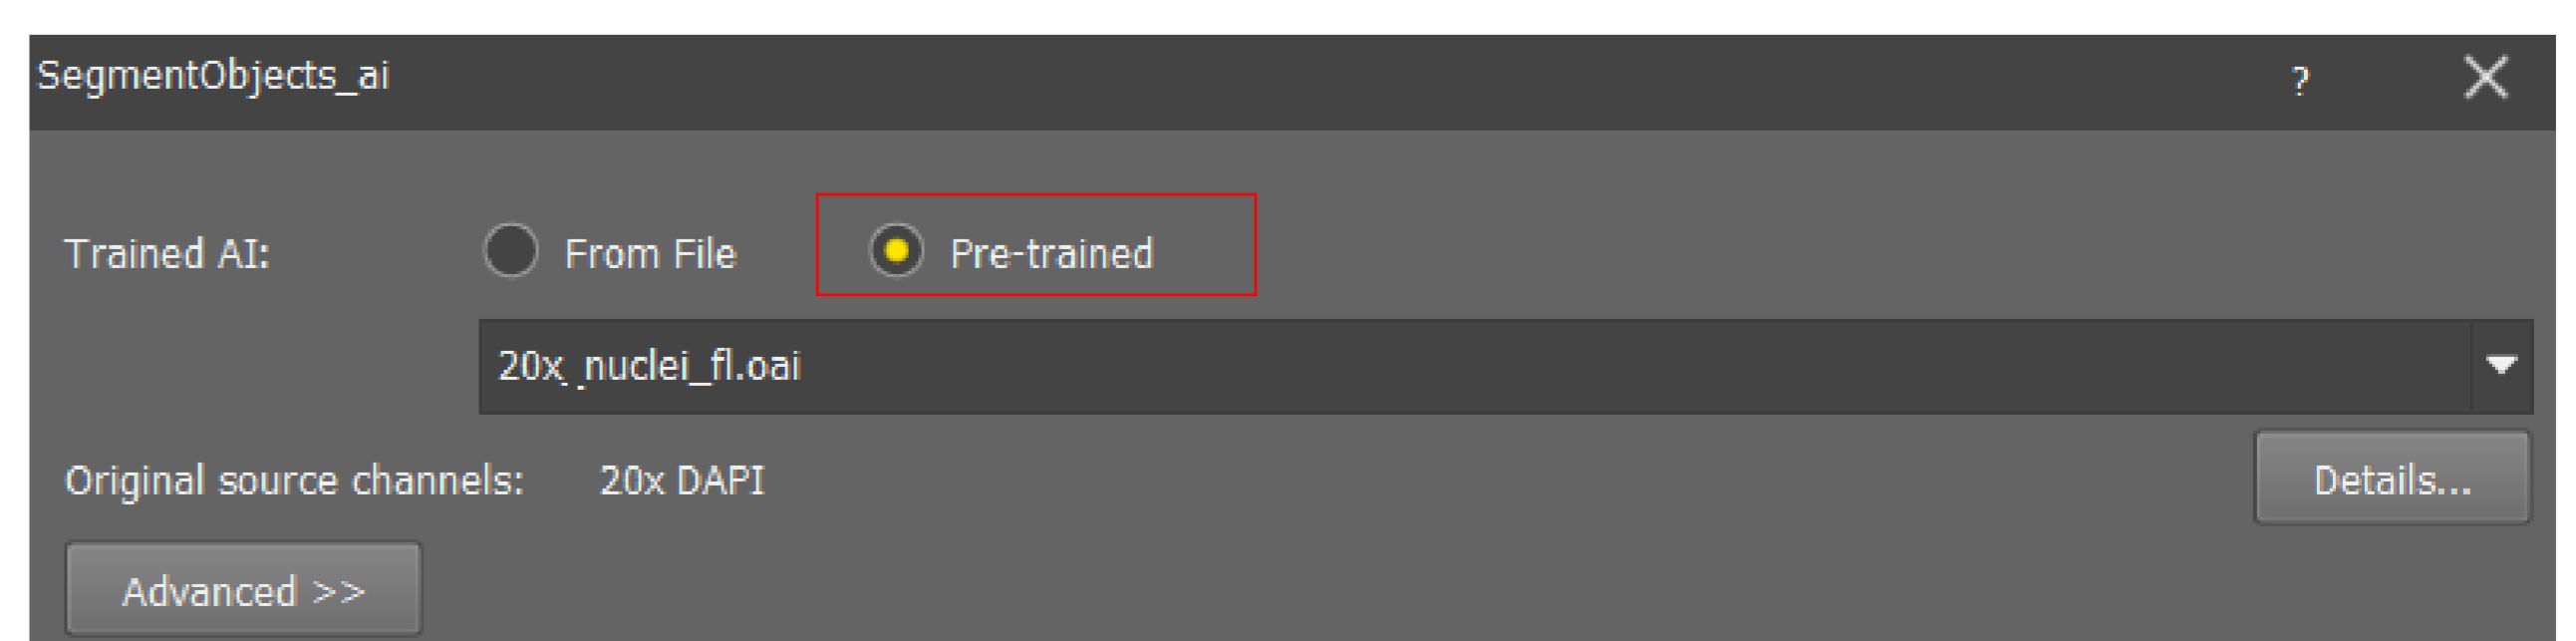 SegmentObjects_ai ?
Trained AI: From File Pre-trained
20x_nuclei_fl.oai
Original source channels: 20x DAPI Details...
Advanced >>